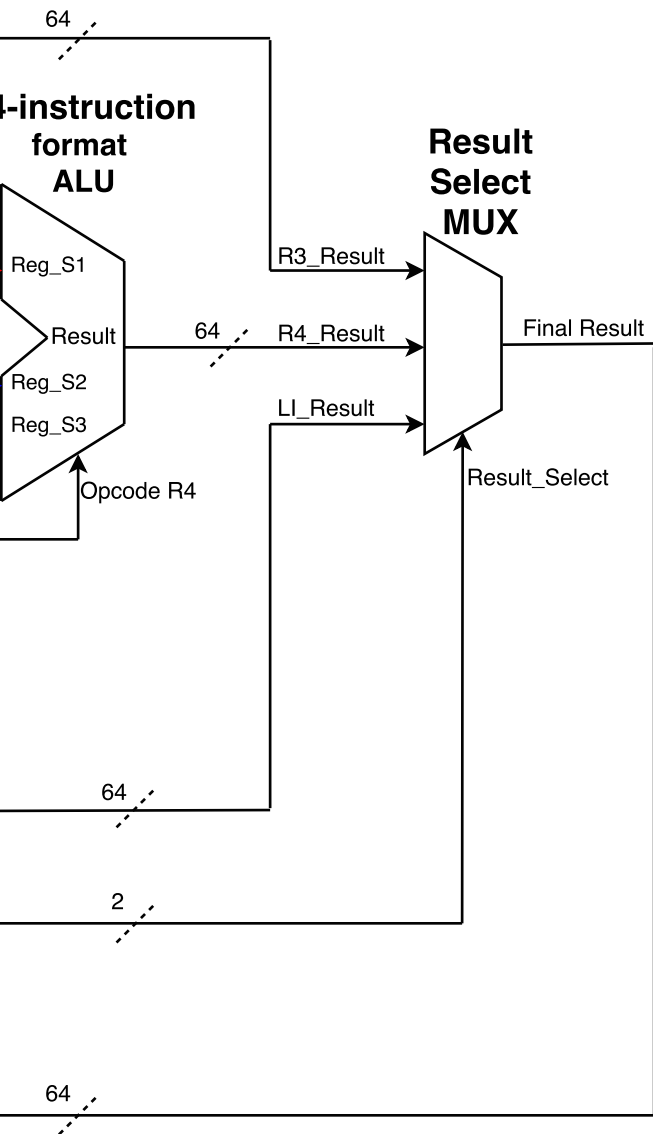 64
4-instruction
format
ALU
Result
Select
MUX
Reg_S1
R3_Result
Result
64
R4_Result
Final Result
Reg_S2
LI_Result
Reg_S3
Opcode R4
Result_Select
64
2
64